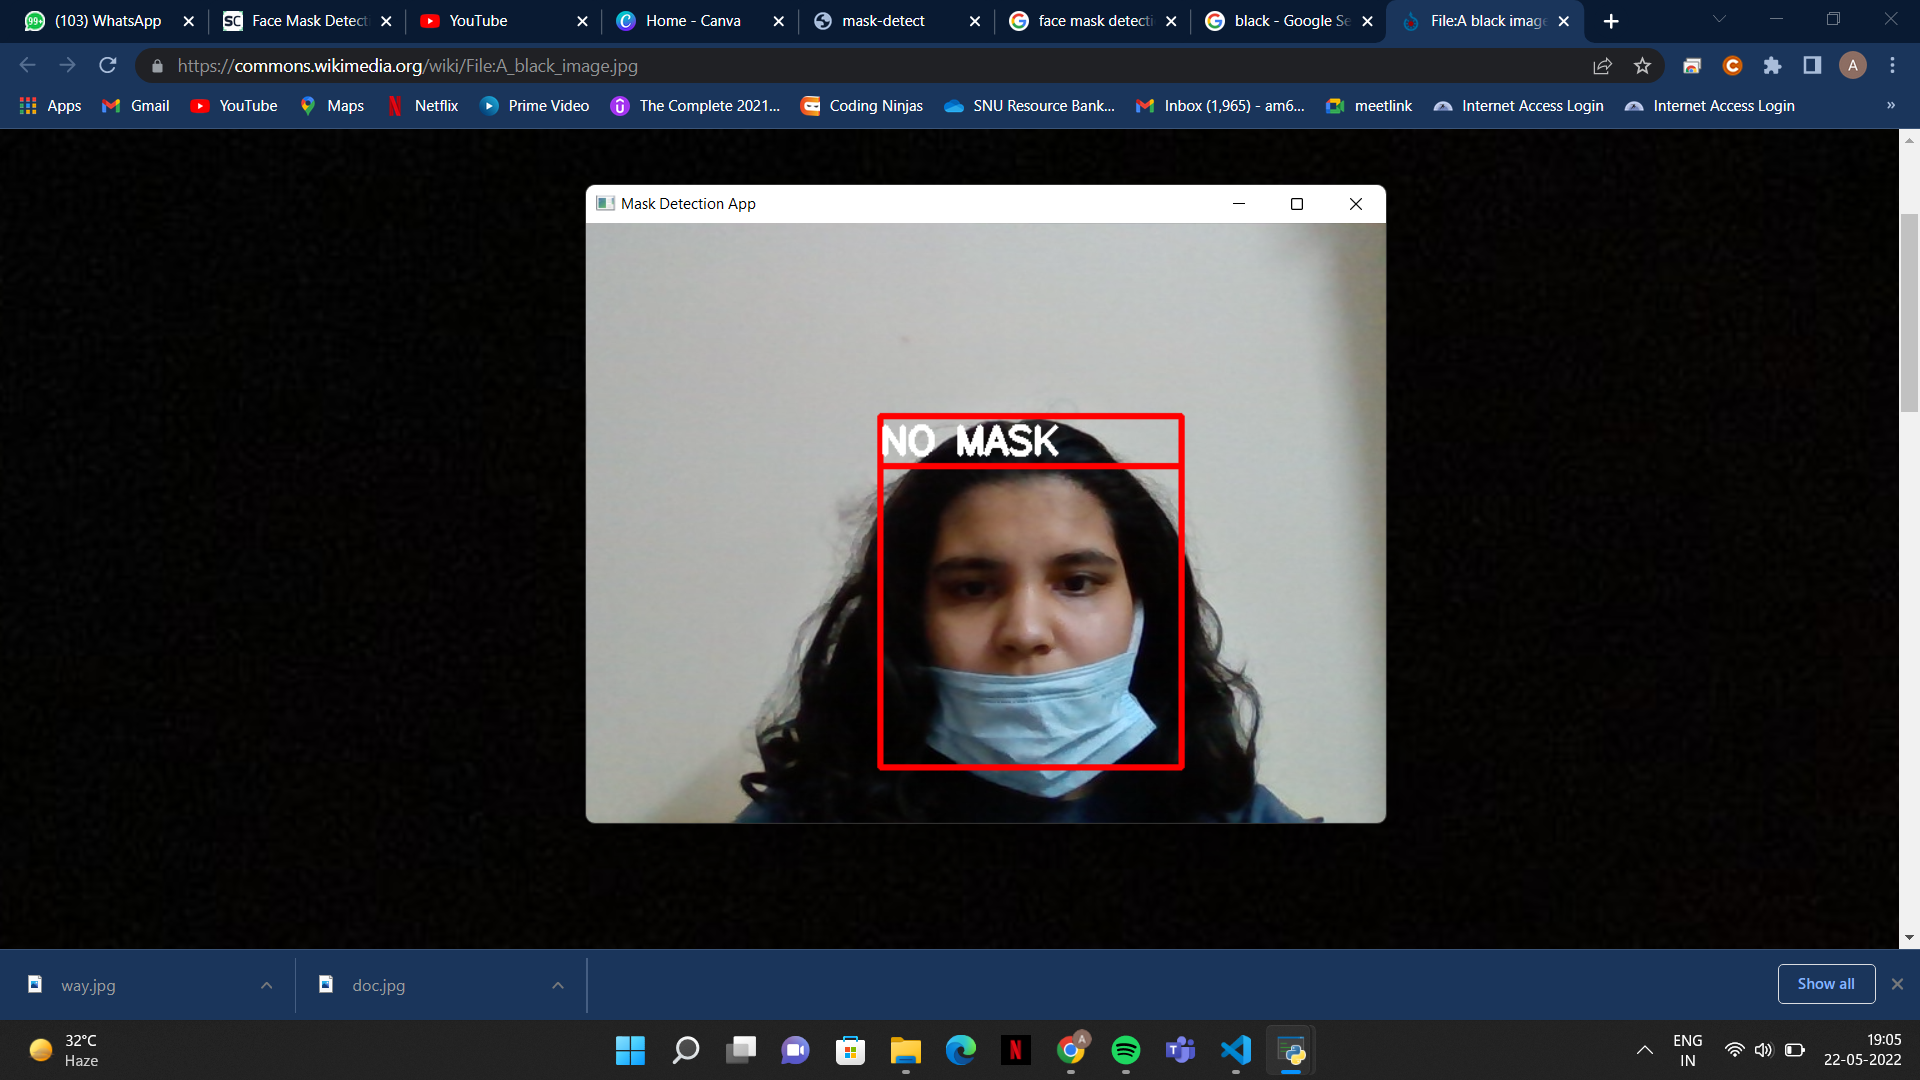 99+
(103) WhatsApp
SC
Face Mask Detecti
YouTube
Home - Canva
mask-detect
face mask detecti
black - Google Se
File:A black image
https://commons.wikimedia.org/wiki/File:A_black_image.jpg
A
Apps
Gmail
YouTube
Maps
Netflix
Prime Video
The Complete 2021...
Coding Ninjas
SNU Resource Bank...
Inbox (1,965) - am6...
meetlink
Internet Access Login
Internet Access Login
»
Mask Detection App
NO MASK
way.jpg
doc.jpg
Show all
32°C
Haze
ENG
IN
19:05
22-05-2022